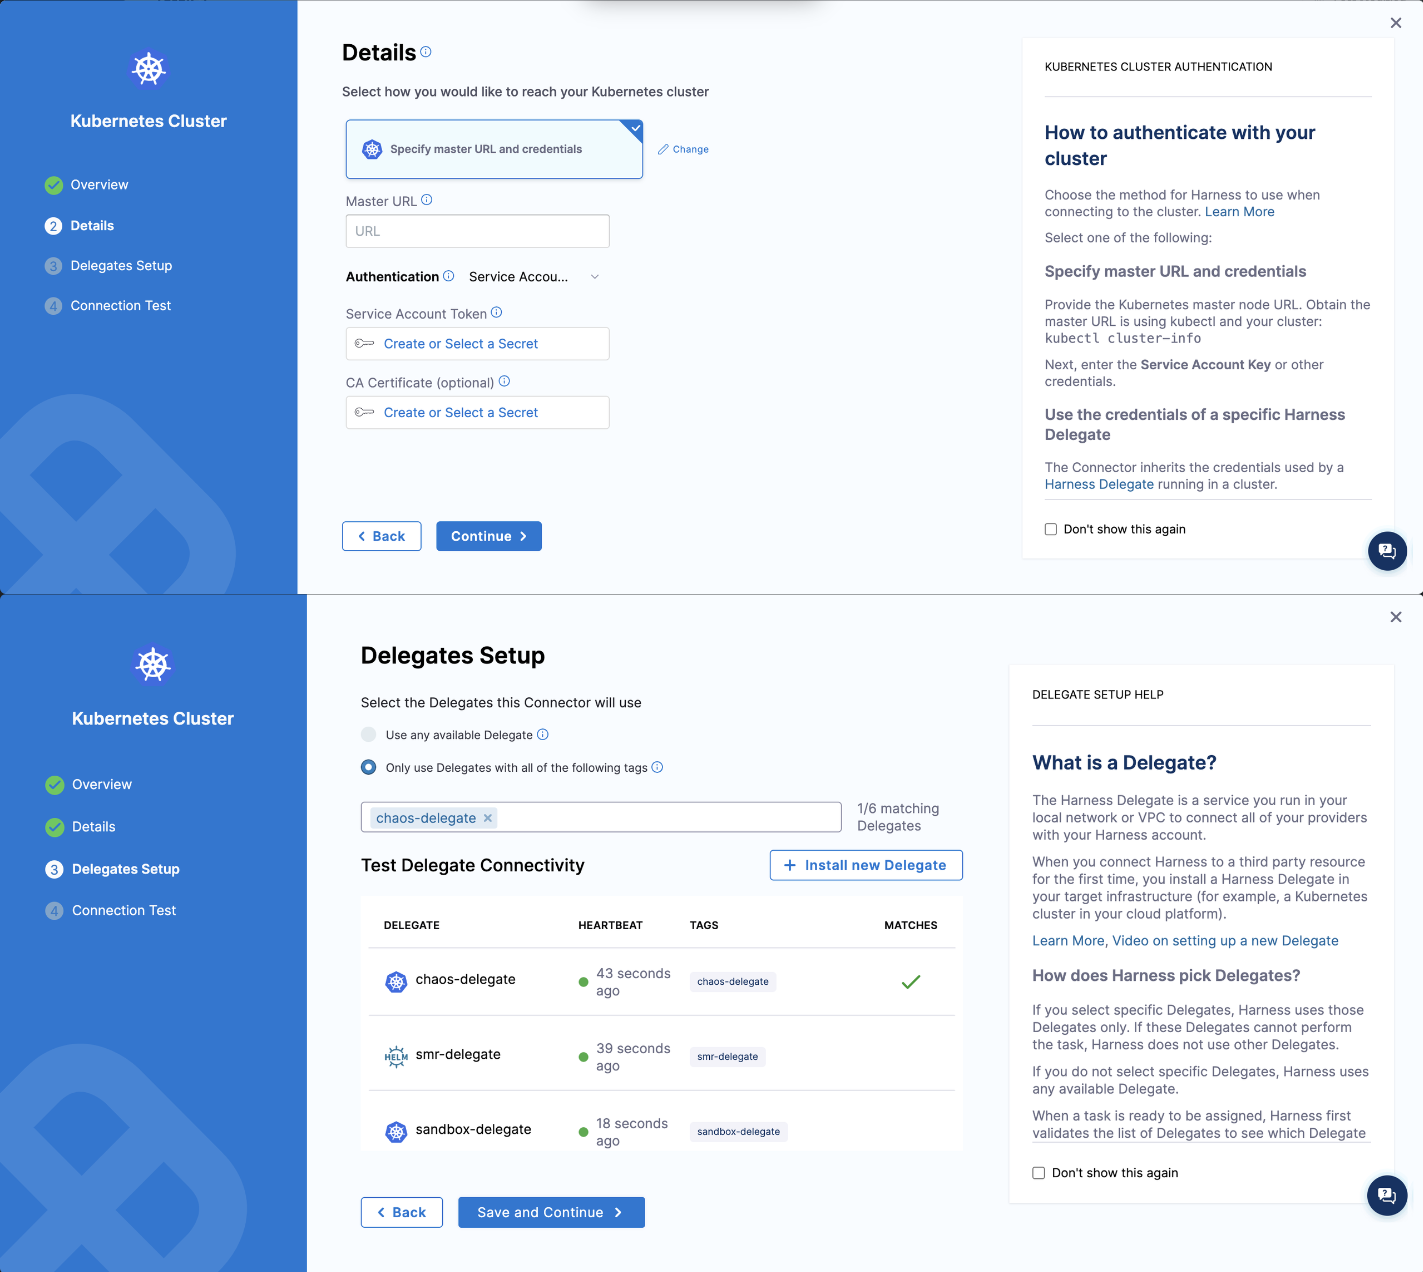 Kubernetes Cluster
Overview
2 Details
3 Delegates Setup
4 Connection Test
Details
Select how you would like to reach your Kubernetes cluster
Specify master URL and credentials
Change
Master URL
URL
Authentication Service Accou...
Service Account Token
Create or Select a Secret
CA Certificate (optional)
Create or Select a Secret
Back Continue
KUBERNETES CLUSTER AUTHENTICATION
How to authenticate with your
cluster
Choose the method for Harness to use when
connecting to the cluster. Learn More
Select one of the following:
Specify master URL and credentials
Provide the Kubernetes master node URL. Obtain the
master URL is using kubectl and your cluster:
kubectl cluster-info
Next, enter the Service Account Key or other
credentials.
Use the credentials of a specific Harness
Delegate
The Connector inherits the credentials used by a
Harness Delegate running in a cluster.
Don't show this again
Kubernetes Cluster
Overview
Details
3 Delegates Setup
4 Connection Test
Delegates Setup
Select the Delegates this Connector will use
Use any available Delegate
Only use Delegates with all of the following tags
chaos-delegate
1/6 matching
Delegates
Test Delegate Connectivity
+ Install new Delegate
DELEGATE HEARTBEAT TAGS MATCHES
chaos-delegate 43 seconds ago chaos-delegate
HELM smr-delegate 39 seconds ago smr-delegate
sandbox-delegate 18 seconds ago sandbox-delegate
Back Save and Continue
DELEGATE SETUP HELP
What is a Delegate?
The Harness Delegate is a service you run in your
local network or VPC to connect all of your providers
with your Harness account.
When you connect Harness to a third party resource
for the first time, you install a Harness Delegate in
your target infrastructure (for example, a Kubernetes
cluster in your cloud platform).
Learn More, Video on setting up a new Delegate
How does Harness pick Delegates?
If you select specific Delegates, Harness uses those
Delegates only. If these Delegates cannot perform
the task, Harness does not use other Delegates.
If you do not select specific Delegates, Harness uses
any available Delegate.
When a task is ready to be assigned, Harness first
validates the list of Delegates to see which Delegate
Don't show this again